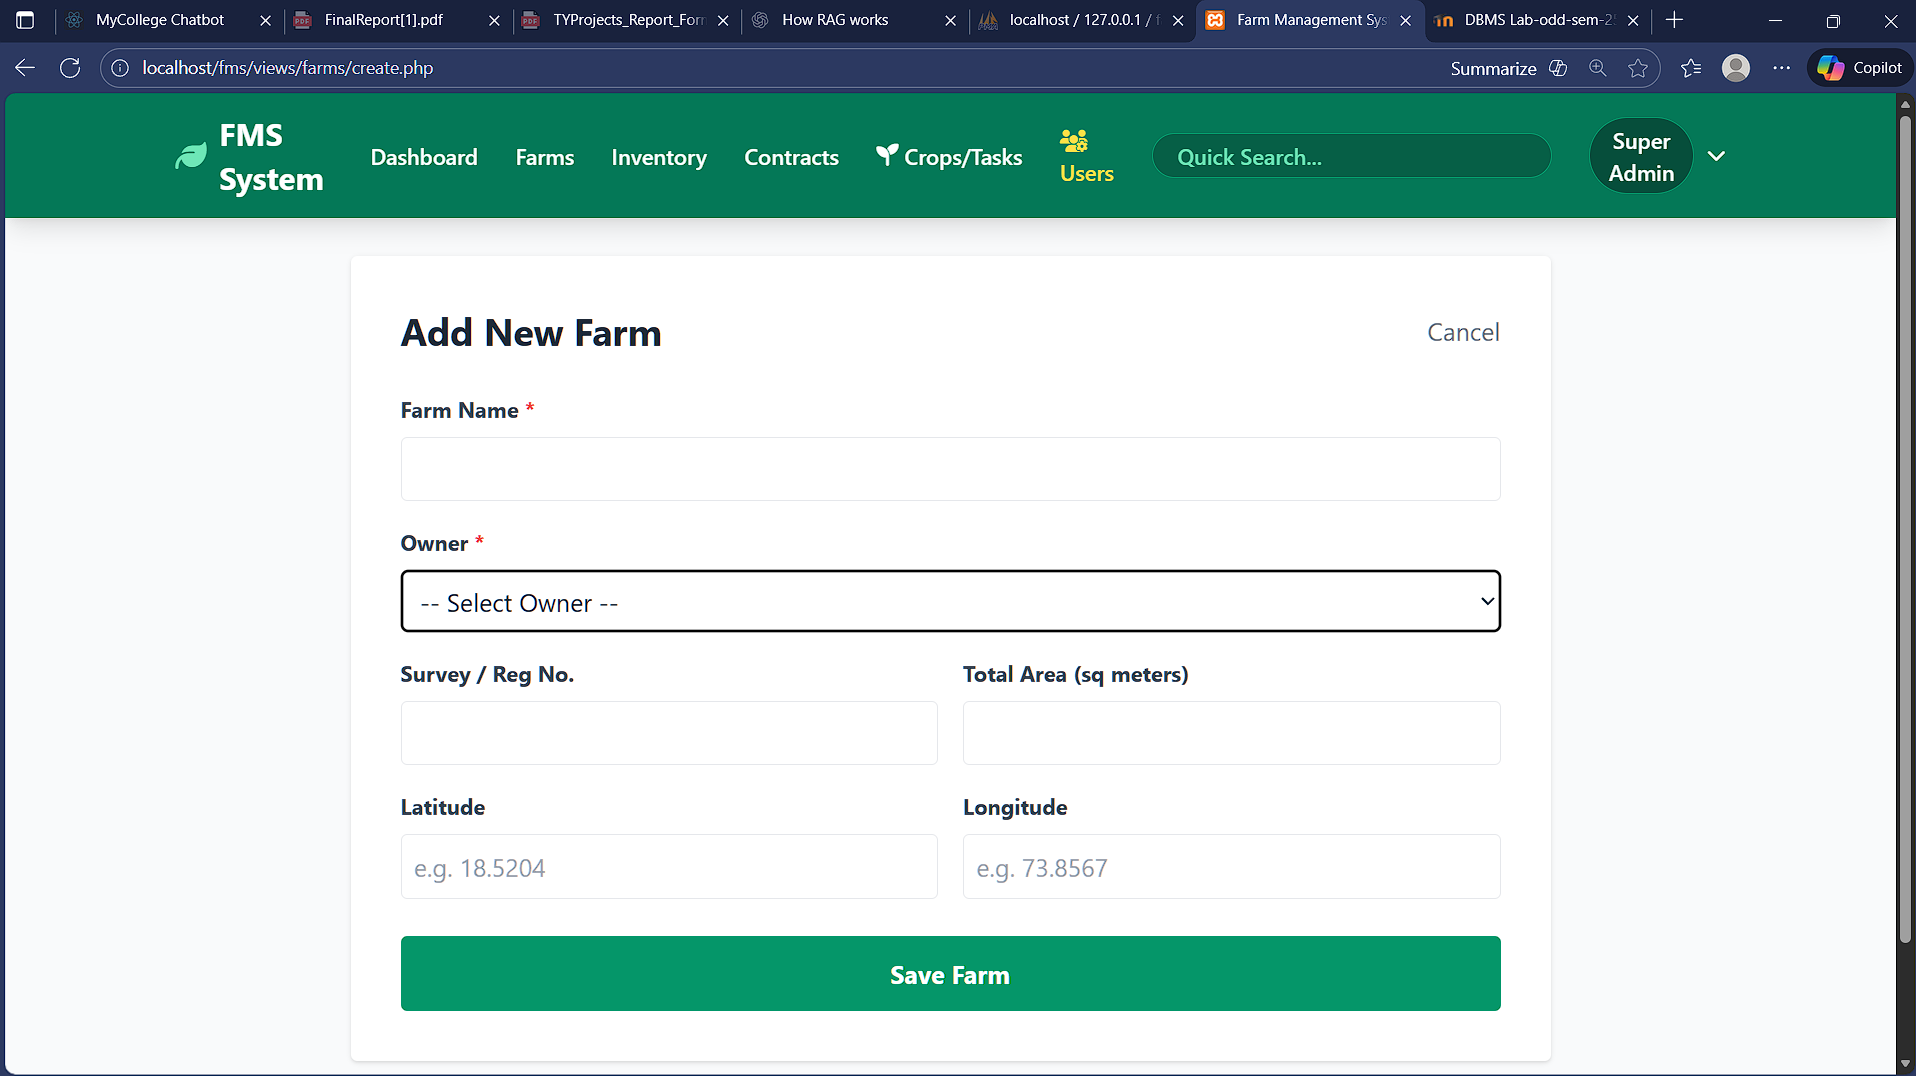 MyCollege Chatbot
FinalReport[1].pdf
TYProjects_Report_Form
How RAG works
localhost / 127.0.0.1 / f
Farm Management Sys
DBMS Lab-odd-sem-2
localhost/fms/views/farms/create.php
Summarize
Copilot
FMS System
Dashboard
Farms
Inventory
Contracts
Crops/Tasks
Users
Quick Search...
Super Admin
Add New Farm
Cancel
Farm Name *
Owner *
-- Select Owner --
Survey / Reg No.
Total Area (sq meters)
Latitude
Longitude
e.g. 18.5204
e.g. 73.8567
Save Farm